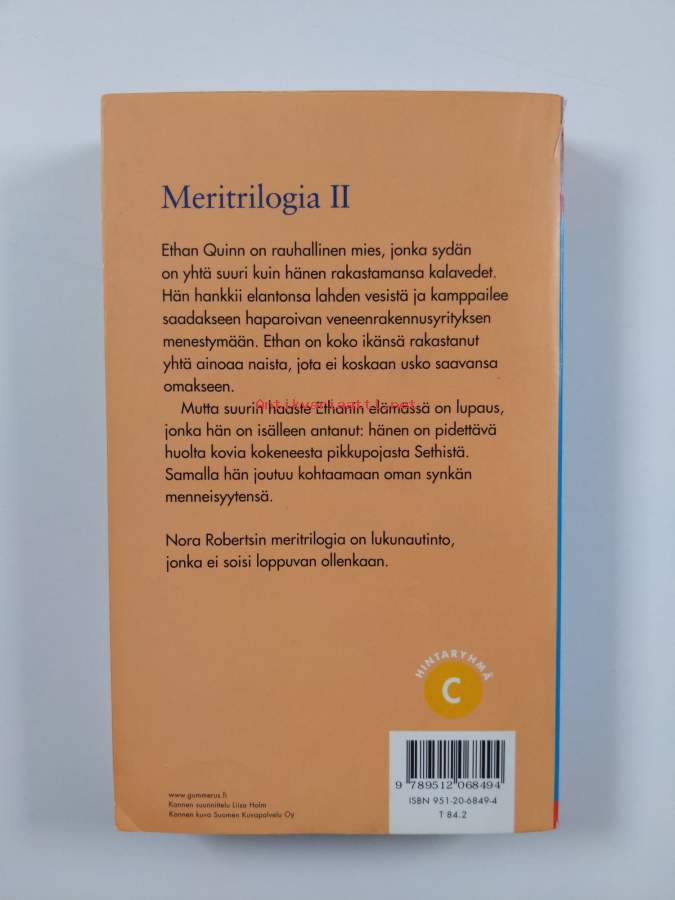 Meritrilogia II
Ethan Quinn on rauhallinen mies, jonka sydän
on yhtä suuri kuin hänen rakastamansa kalavedet.
Hän hankkii elantonsa lahden vesistä ja kamppailee
saadakseen haparoivan veneenrakennusyrityksen
menestymään. Ethan on koko ikänsä rakastanut
yhtä ainoaa naista, jota ei koskaan usko saavansa
omakseen.
Antikvariaatti.net
Mutta suurin haaste Ethanin elämässä on lupaus,
jonka hän on isälleen antanut: hänen on pidettävä
huolta kovia kokeneesta pikkupojasta Sethistä.
Samalla hän joutuu kohtaamaan oman synkän
menneisyytensä.
Nora Robertsin meritrilogia on lukunautinto,
jonka ei soisi loppuvan ollenkaan.
HINTARYHMÄ
C
9 789512 068494
ISBN 951-20-6849-4
T 84.2
www.gummerus.fi
Kannen suunnittelu Liisa Holm
Kannen kuva Suomen Kuvapalvelu Oy